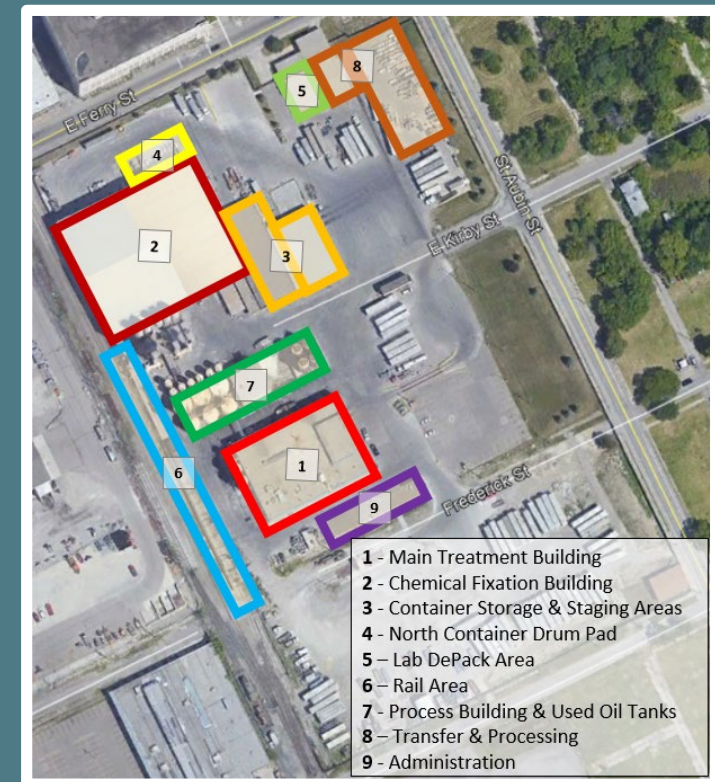 E Ferry St
8
5
4
St Aubin St
E Kirby St
2
3
7
1
6
9
Frederick St
1 - Main Treatment Building
2 - Chemical Fixation Building
3 - Container Storage & Staging Areas
4 - North Container Drum Pad
5 – Lab DePack Area
6 – Rail Area
7 - Process Building & Used Oil Tanks
8 – Transfer & Processing
9 - Administration